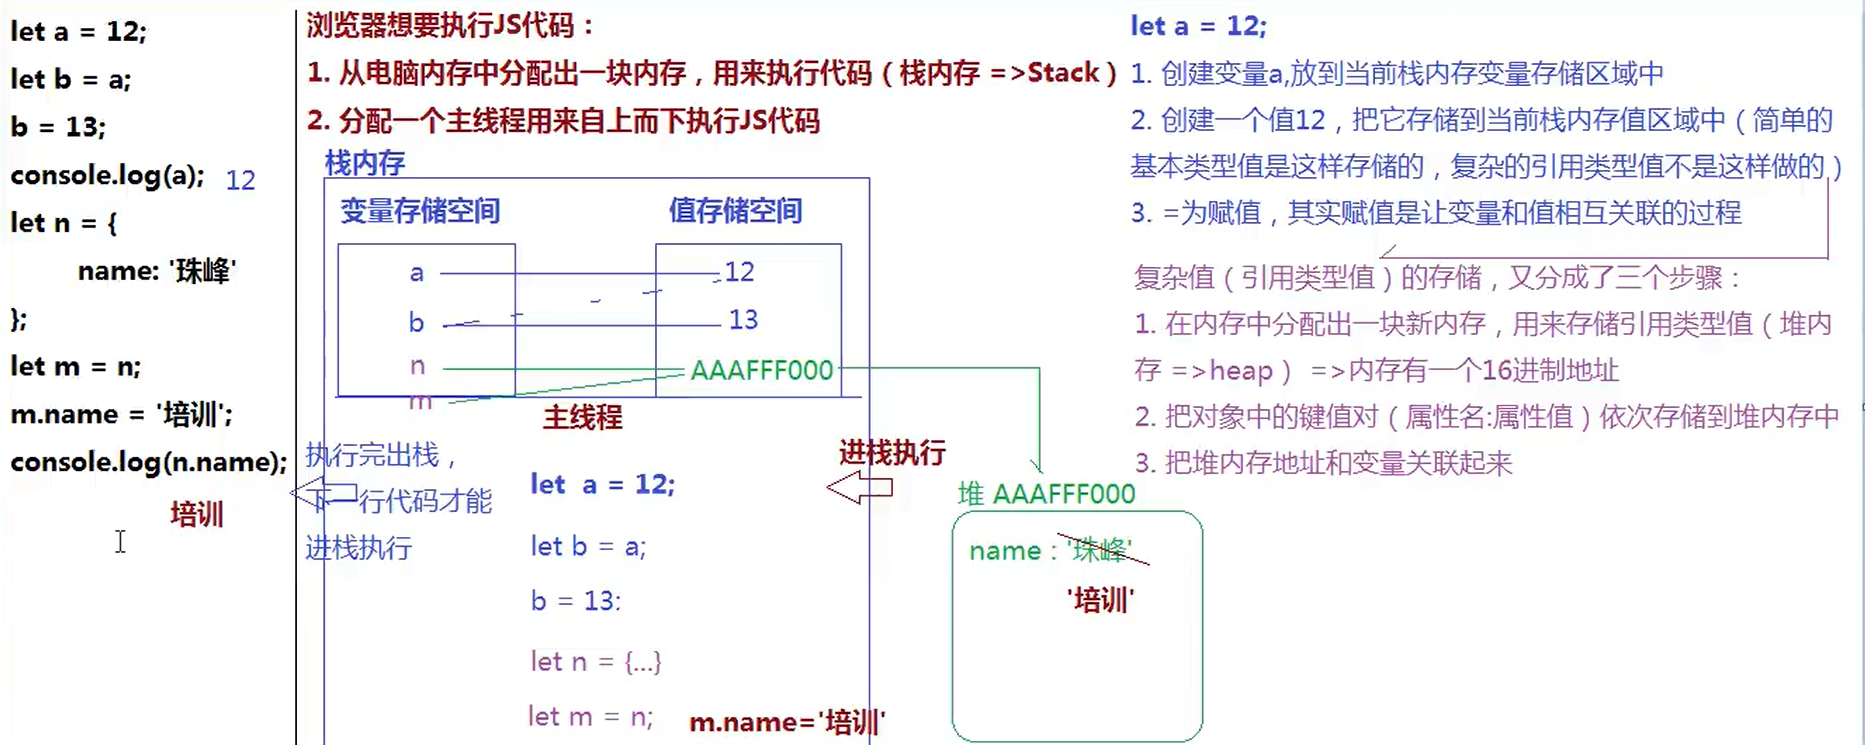 let a = 12;
let b = a;
b = 13;
console.log(a); 12
let n = {
name: '珠峰'
};
let m = n;
m.name = '培训';
console.log(n.name);
培训
浏览器想要执行JS代码：
1. 从电脑内存中分配出一块内存，用来执行代码（栈内存 =>Stack）
2. 分配一个主线程用来自上而下执行JS代码
栈内存
变量存储空间 值存储空间
a 12
b 13
n AAAFFF000
m
主线程
执行完出栈，
下一行代码才能
进栈执行
进栈执行
let a = 12;
let b = a;
b = 13:
let n = {...}
let m = n; m.name='培训'
堆 AAAFFF000
name : '珠峰'
'培训'
let a = 12;
1. 创建变量a,放到当前栈内存变量存储区域中
2. 创建一个值12，把它存储到当前栈内存值区域中（简单的
基本类型值是这样存储的，复杂的引用类型值不是这样做的）
3. =为赋值，其实赋值是让变量和值相互关联的过程
复杂值（引用类型值）的存储，又分成了三个步骤：
1. 在内存中分配出一块新内存，用来存储引用类型值（堆内
存 =>heap） =>内存有一个16进制地址
2. 把对象中的键值对（属性名:属性值）依次存储到堆内存中
3. 把堆内存地址和变量关联起来